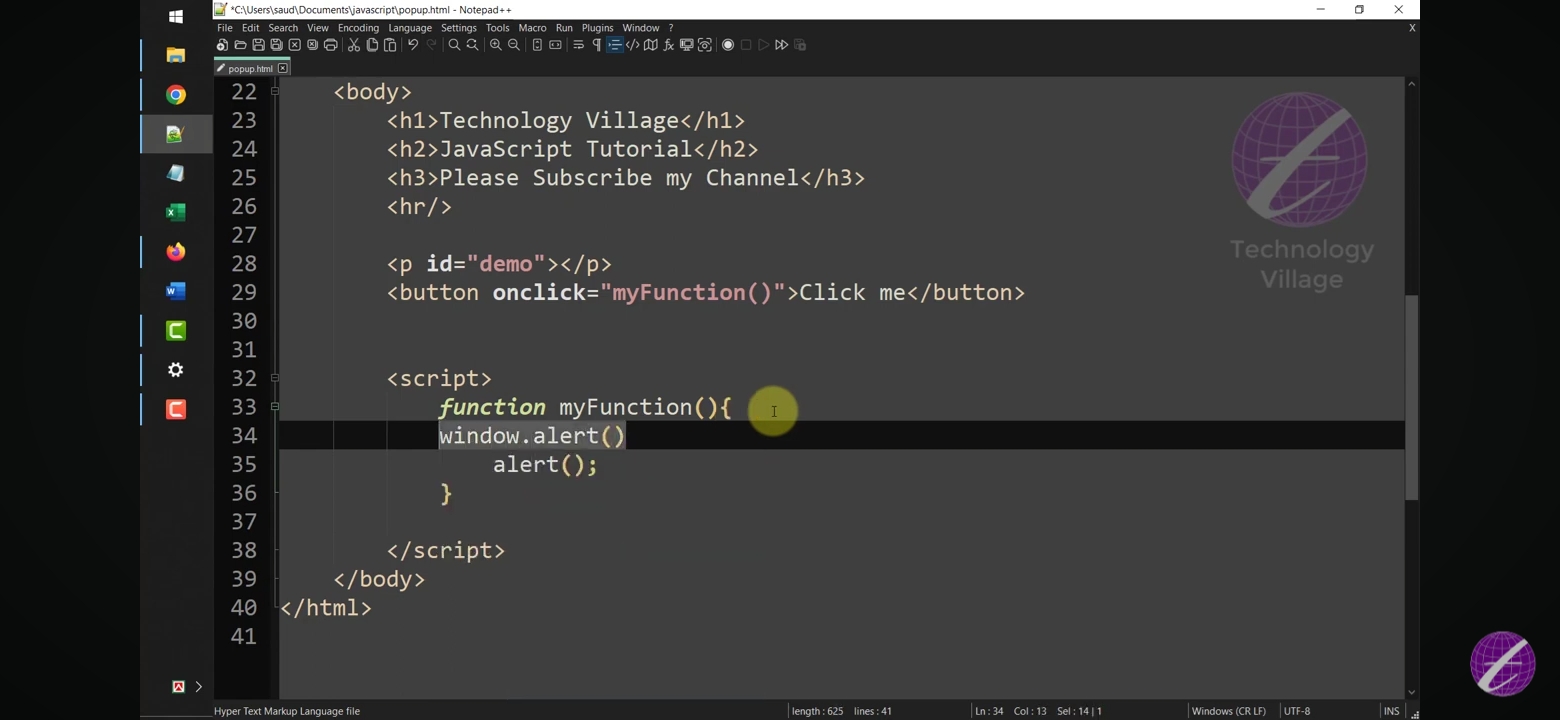 *C:\Users\saud\Documents\javascript\popup.html - Notepad++
File Edit Search View Encoding Language Settings Tools Macro Run Plugins Window ? X
popup.html
22 <body>
23 <h1>Technology Village</h1>
24 <h2>JavaScript Tutorial</h2>
25 <h3>Please Subscribe my Channel</h3>
26 <hr/>
27
28 <p id="demo"></p>
29 <button onclick="myFunction()">Click me</button>
30
31
32 <script>
33 function myFunction(){
34 window.alert()
35 alert();
36 }
37
38 </script>
39 </body>
40 </html>
41
Technology
Village
Hyper Text Markup Language file length : 625 lines : 41 Ln : 34 Col : 13 Sel : 14 | 1 Windows (CR LF) UTF-8 INS